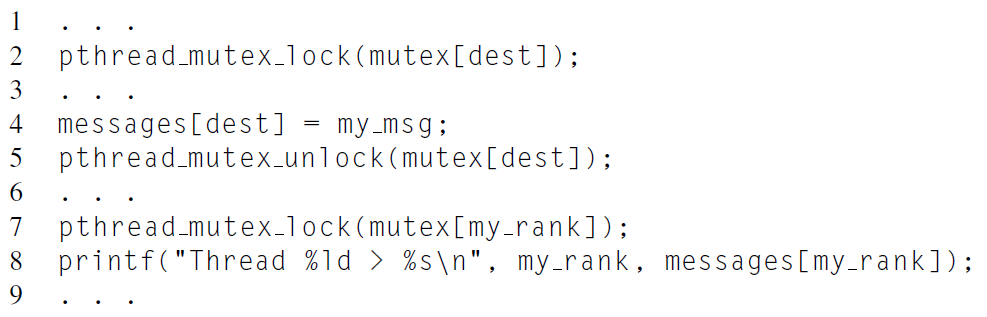 1 . . .
2 pthread_mutex_lock(mutex[dest]);
3 . . .
4 messages[dest] = my_msg;
5 pthread_mutex_unlock(mutex[dest]);
6 . . .
7 pthread_mutex_lock(mutex[my_rank]);
8 printf("Thread %ld > %s\n", my_rank, messages[my_rank]);
9 . . .